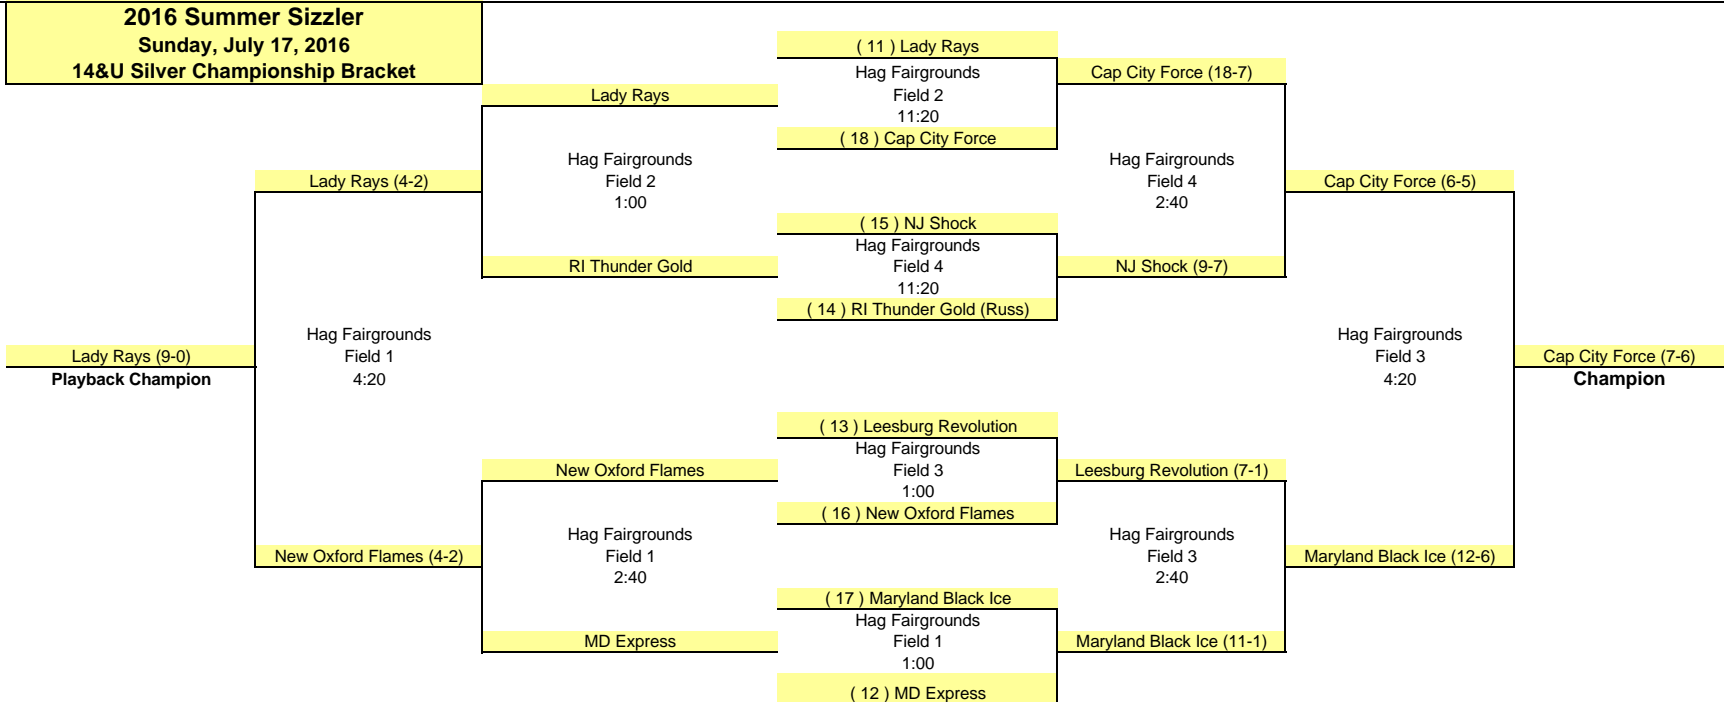 2016 Summer Sizzler
Sunday, July 17, 2016
14&U Silver Championship Bracket
( 11 ) Lady Rays
Hag Fairgrounds
Field 2
11:20
( 18 ) Cap City Force
Cap City Force (18-7)
Lady Rays
Hag Fairgrounds
Field 2
1:00
Hag Fairgrounds
Field 4
2:40
Lady Rays (4-2)
Cap City Force (6-5)
( 15 ) NJ Shock
Hag Fairgrounds
Field 4
11:20
( 14 ) RI Thunder Gold (Russ)
RI Thunder Gold
NJ Shock (9-7)
Hag Fairgrounds
Field 1
4:20
Hag Fairgrounds
Field 3
4:20
Lady Rays (9-0)
Playback Champion
Cap City Force (7-6)
Champion
( 13 ) Leesburg Revolution
Hag Fairgrounds
Field 3
1:00
( 16 ) New Oxford Flames
New Oxford Flames
Leesburg Revolution (7-1)
Hag Fairgrounds
Field 1
2:40
Hag Fairgrounds
Field 3
2:40
New Oxford Flames (4-2)
Maryland Black Ice (12-6)
( 17 ) Maryland Black Ice
Hag Fairgrounds
Field 1
1:00
( 12 ) MD Express
MD Express
Maryland Black Ice (11-1)